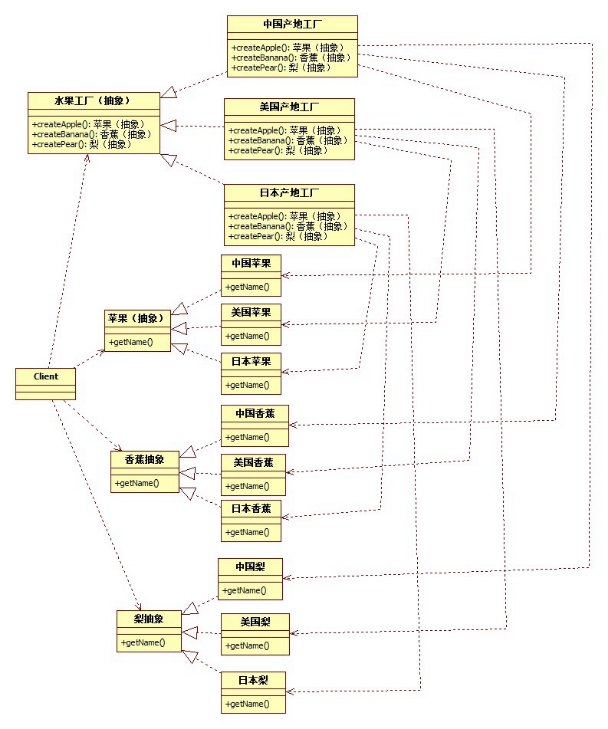 中国产地工厂
+createApple(): 苹果（抽象）
+createBanana(): 香蕉（抽象）
+createPear(): 梨（抽象）
水果工厂（抽象）
+createApple(): 苹果（抽象）
+createBanana(): 香蕉（抽象）
+createPear(): 梨（抽象）
美国产地工厂
+createApple(): 苹果（抽象）
+createBanana(): 香蕉（抽象）
+createPear(): 梨（抽象）
日本产地工厂
+createApple(): 苹果（抽象）
+createBanana(): 香蕉（抽象）
+createPear(): 梨（抽象）
中国苹果
+getName()
苹果（抽象）
+getName()
美国苹果
+getName()
日本苹果
+getName()
Client
中国香蕉
+getName()
香蕉抽象
+getName()
美国香蕉
+getName()
日本香蕉
+getName()
中国梨
+getName()
梨抽象
+getName()
美国梨
+getName()
日本梨
+getName()